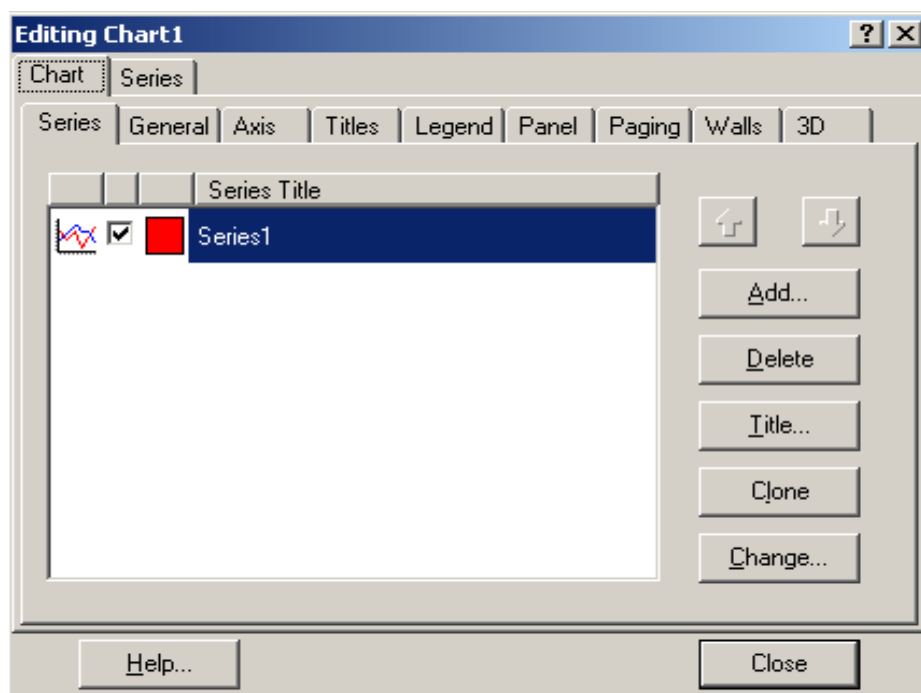 Editing Chart1
? X
Chart Series
Series General Axis Titles Legend Panel Paging Walls 3D
Series Title
Series1
Add...
Delete
Title...
Clone
Change...
Help... Close